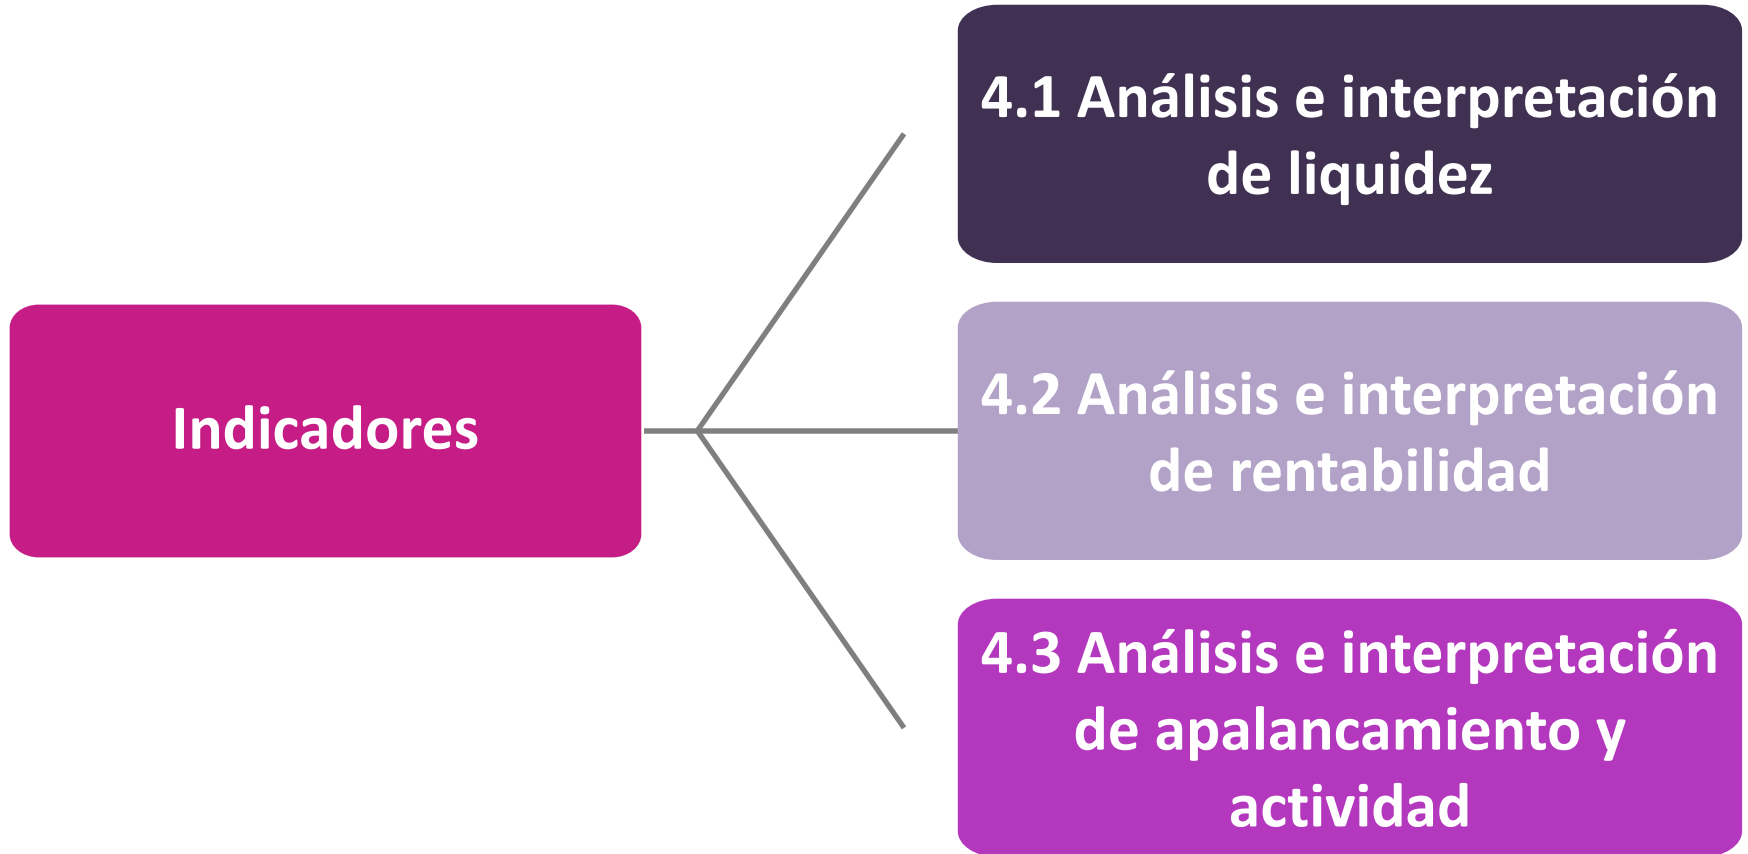 Indicadores
4.1 Análisis e interpretación
de liquidez
4.2 Análisis e interpretación
de rentabilidad
4.3 Análisis e interpretación
de apalancamiento y
actividad